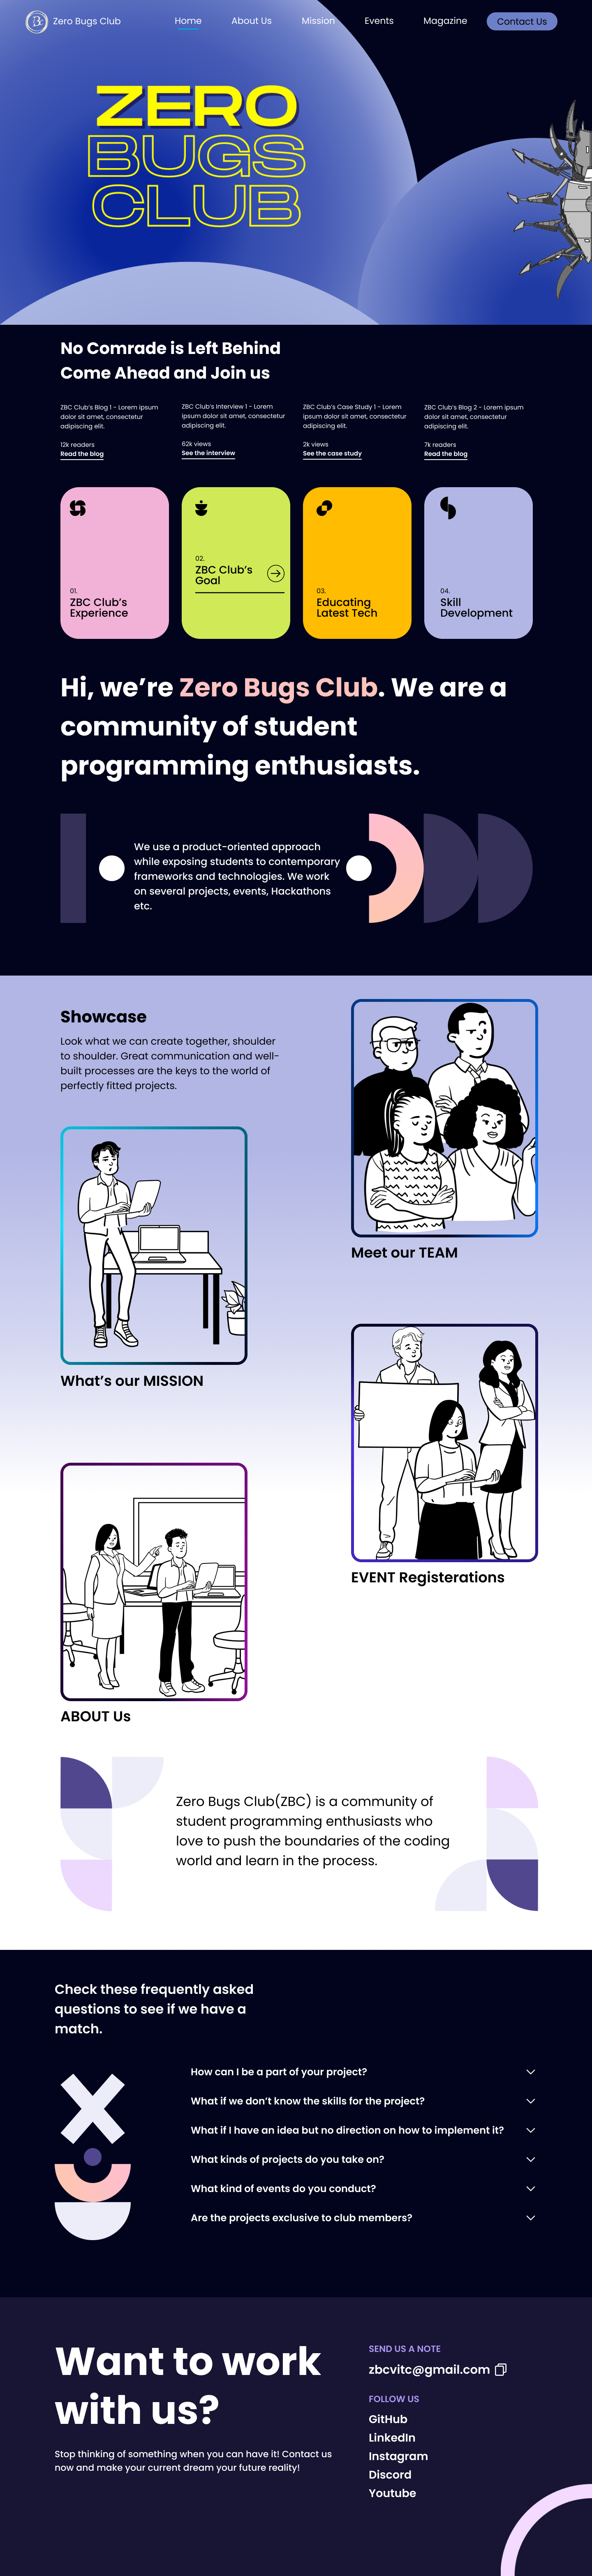 Zero Bugs Club
Home
About Us
Mission
Events
Magazine
Contact Us
ZERO
BUGS
CLUB
No Comrade is Left Behind
Come Ahead and Join us
ZBC Club's Blog 1 - Lorem ipsum
dolor sit amet, consectetur
adipiscing elit.
12k readers
Read the blog
ZBC Club's Interview 1 - Lorem
ipsum dolor sit amet, consectetur
adipiscing elit.
62k views
See the interview
ZBC Club's Case Study 1 - Lorem
ipsum dolor sit amet, consectetur
adipiscing elit.
2k views
See the case study
ZBC Club's Blog 2 - Lorem ipsum
dolor sit amet, consectetur
adipiscing elit.
7k readers
Read the blog
01.
ZBC Club's
Experience
02.
ZBC Club's
Goal
03.
Educating
Latest Tech
04.
Skill
Development
Hi, we're Zero Bugs Club. We are a
community of student
programming enthusiasts.
We use a product-oriented approach
while exposing students to contemporary
frameworks and technologies. We work
on several projects, events, Hackathons
etc.
Showcase
Look what we can create together, shoulder
to shoulder. Great communication and well-
built processes are the keys to the world of
perfectly fitted projects.
Meet our TEAM
What's our MISSION
EVENT Registerations
ABOUT Us
Zero Bugs Club(ZBC) is a community of
student programming enthusiasts who
love to push the boundaries of the coding
world and learn in the process.
Check these frequently asked
questions to see if we have a
match.
How can I be a part of your project?
What if we don't know the skills for the project?
What if I have an idea but no direction on how to implement it?
What kinds of projects do you take on?
What kind of events do you conduct?
Are the projects exclusive to club members?
Want to work
with us?
Stop thinking of something when you can have it! Contact us
now and make your current dream your future reality!
SEND US A NOTE
zbcvitc@gmail.com
FOLLOW US
GitHub
LinkedIn
Instagram
Discord
Youtube